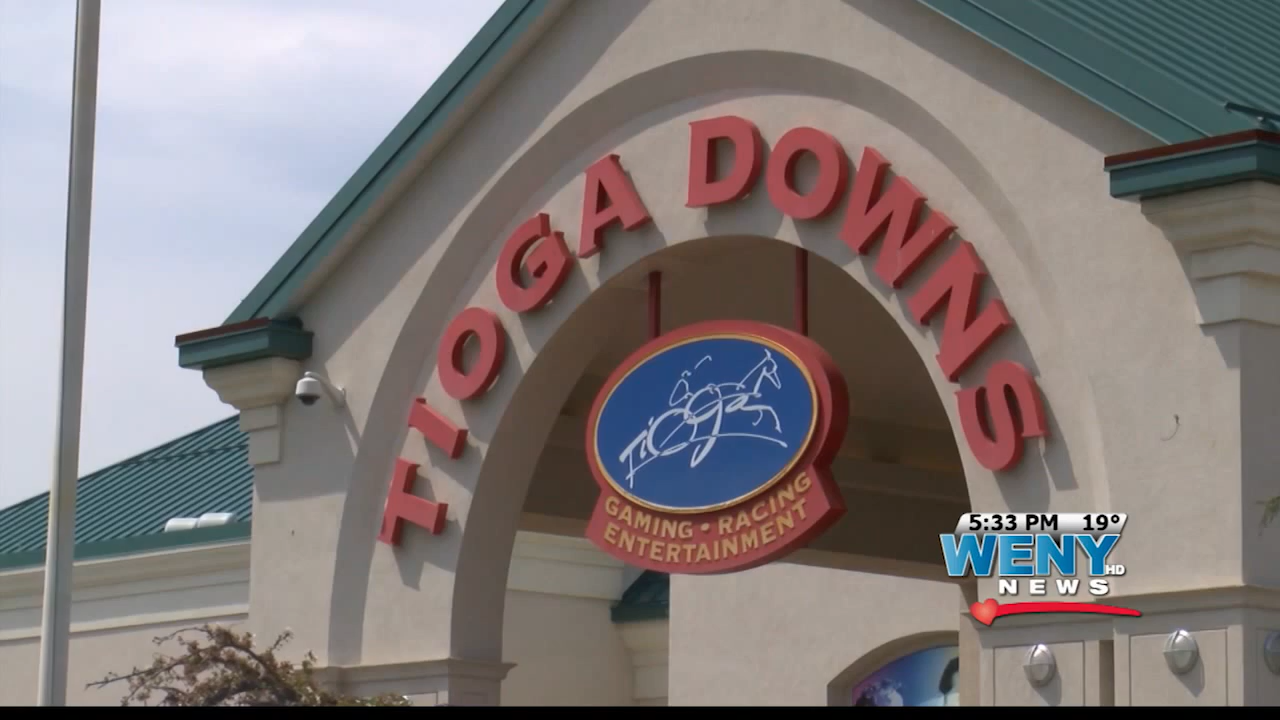 TIOGA DOWNS
Tioga
GAMING • RACING
ENTERTAINMENT
5:33 PM 19°
WENY HD
NEWS